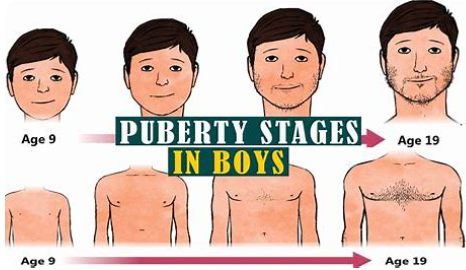 Age 9
Age 19
PUBERTY STAGES
IN BOYS
Age 9
Age 19